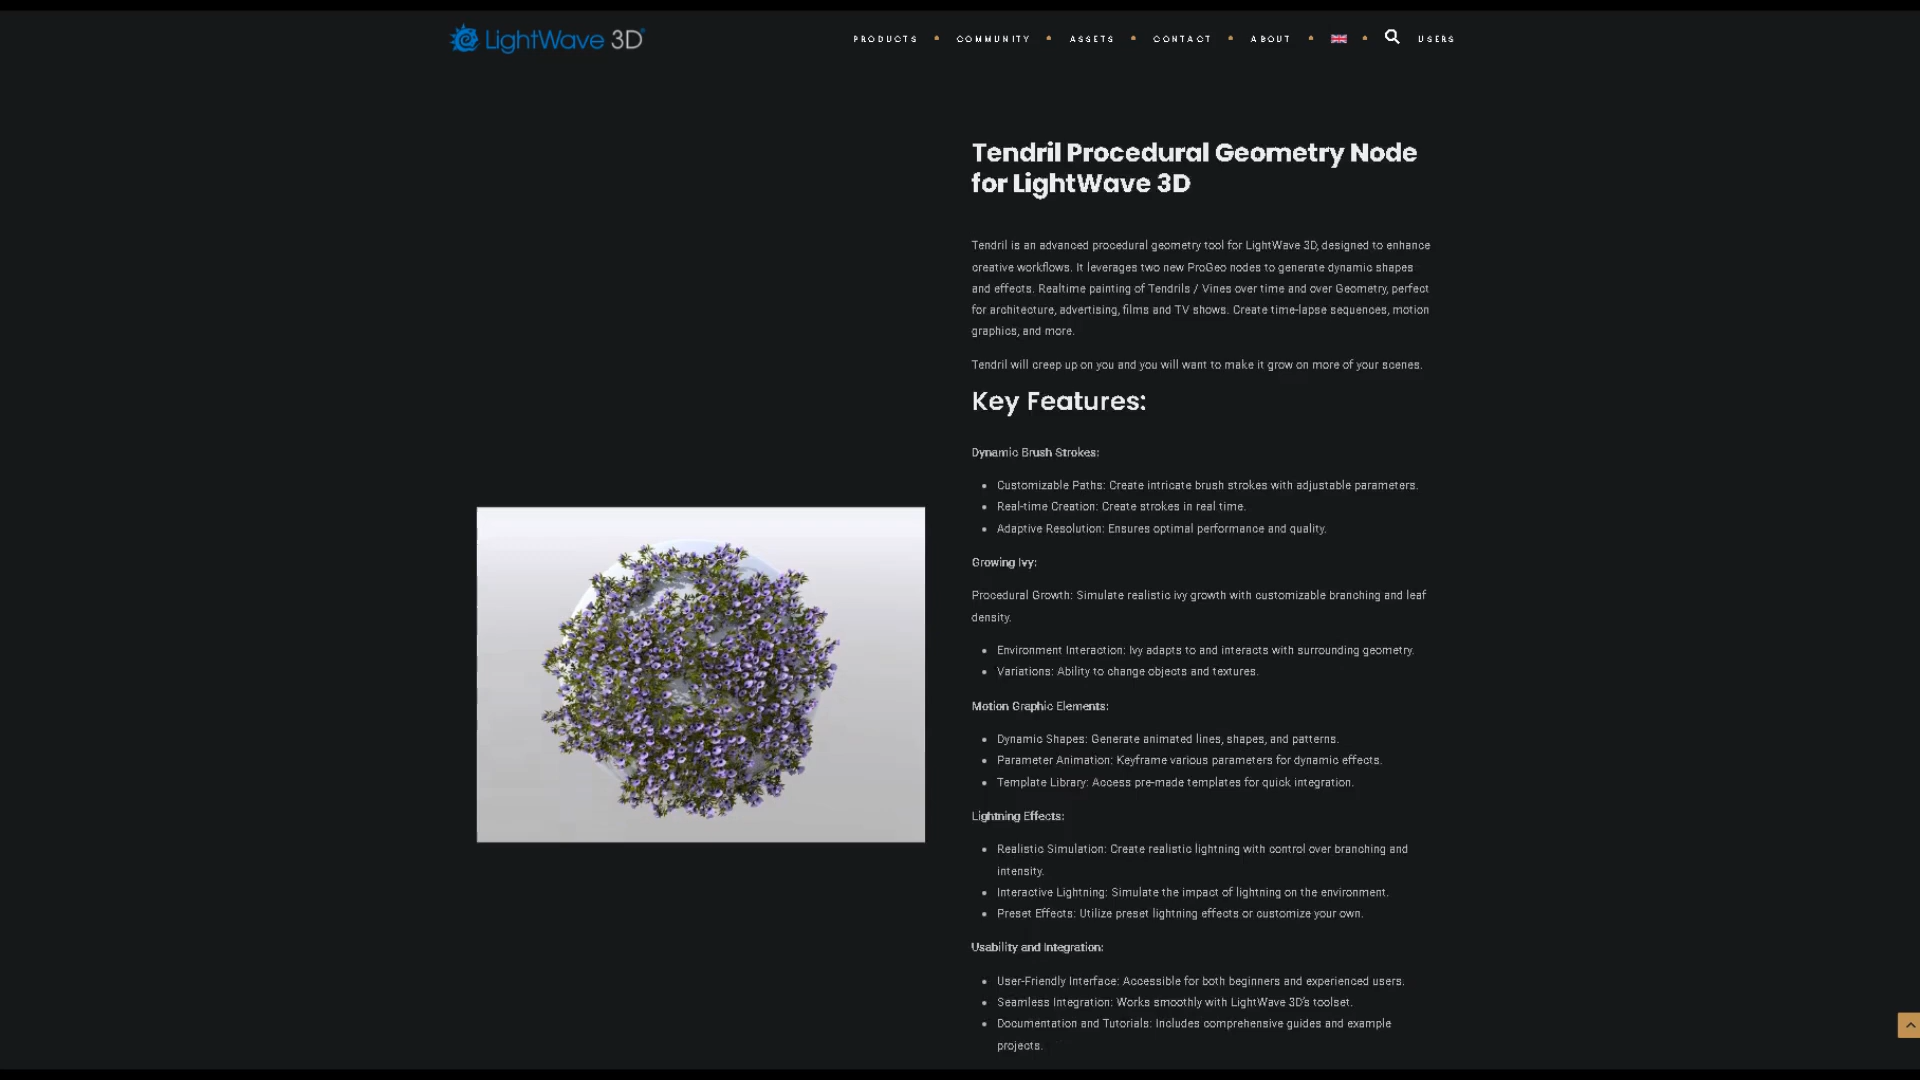 LightWave 3D
PRODUCTS • COMMUNITY • ASSETS • CONTACT • ABOUT • • USERS
Tendril Procedural Geometry Node
for LightWave 3D
Tendril is an advanced procedural geometry tool for LightWave 3D, designed to enhance
creative workflows. It leverages two new ProGeo nodes to generate dynamic shapes
and effects. Realtime painting of Tendrils / Vines over time and over Geometry, perfect
for architecture, advertising, films and TV shows. Create time-lapse sequences, motion
graphics, and more.
Tendril will creep up on you and you will want to make it grow on more of your scenes.
Key Features:
Dynamic Brush Strokes:
• Customizable Paths: Create intricate brush strokes with adjustable parameters.
• Real-time Creation: Create strokes in real time.
• Adaptive Resolution: Ensures optimal performance and quality.
Growing Ivy:
Procedural Growth: Simulate realistic ivy growth with customizable branching and leaf
density.
• Environment Interaction: Ivy adapts to and interacts with surrounding geometry.
• Variations: Ability to change objects and textures.
Motion Graphic Elements:
• Dynamic Shapes: Generate animated lines, shapes, and patterns.
• Parameter Animation: Keyframe various parameters for dynamic effects.
• Template Library: Access pre-made templates for quick integration.
Lightning Effects:
• Realistic Simulation: Create realistic lightning with control over branching and
intensity.
• Interactive Lightning: Simulate the impact of lightning on the environment.
• Preset Effects: Utilize preset lightning effects or customize your own.
Usability and Integration:
• User-Friendly Interface: Accessible for both beginners and experienced users.
• Seamless Integration: Works smoothly with LightWave 3D's toolset.
• Documentation and Tutorials: Includes comprehensive guides and example
projects.